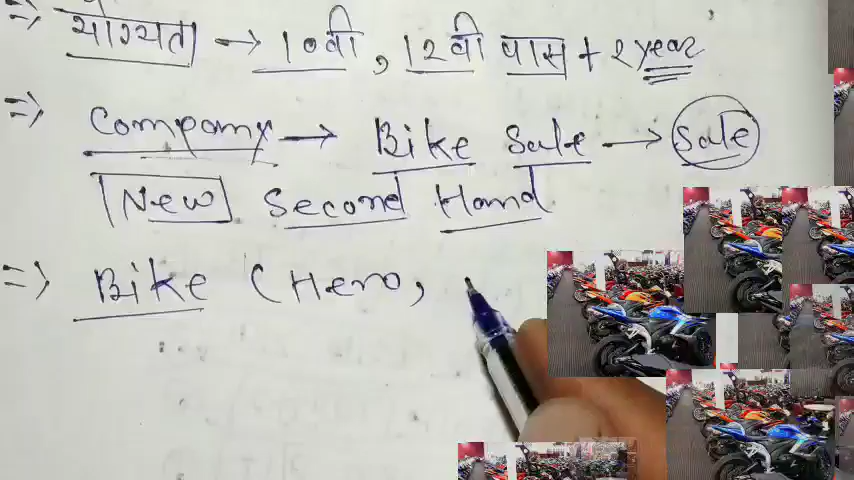 => योग्यता → 10वी, 12वी पास + 2 year
=> Company → Bike Sale → Sale
New Second Hand
=> Bike (Hero,